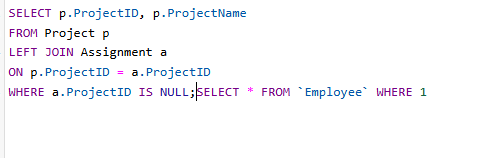 SELECT p.ProjectID, p.ProjectName
FROM Project p
LEFT JOIN Assignment a
ON p.ProjectID = a.ProjectID
WHERE a.ProjectID IS NULL;SELECT * FROM `Employee` WHERE 1